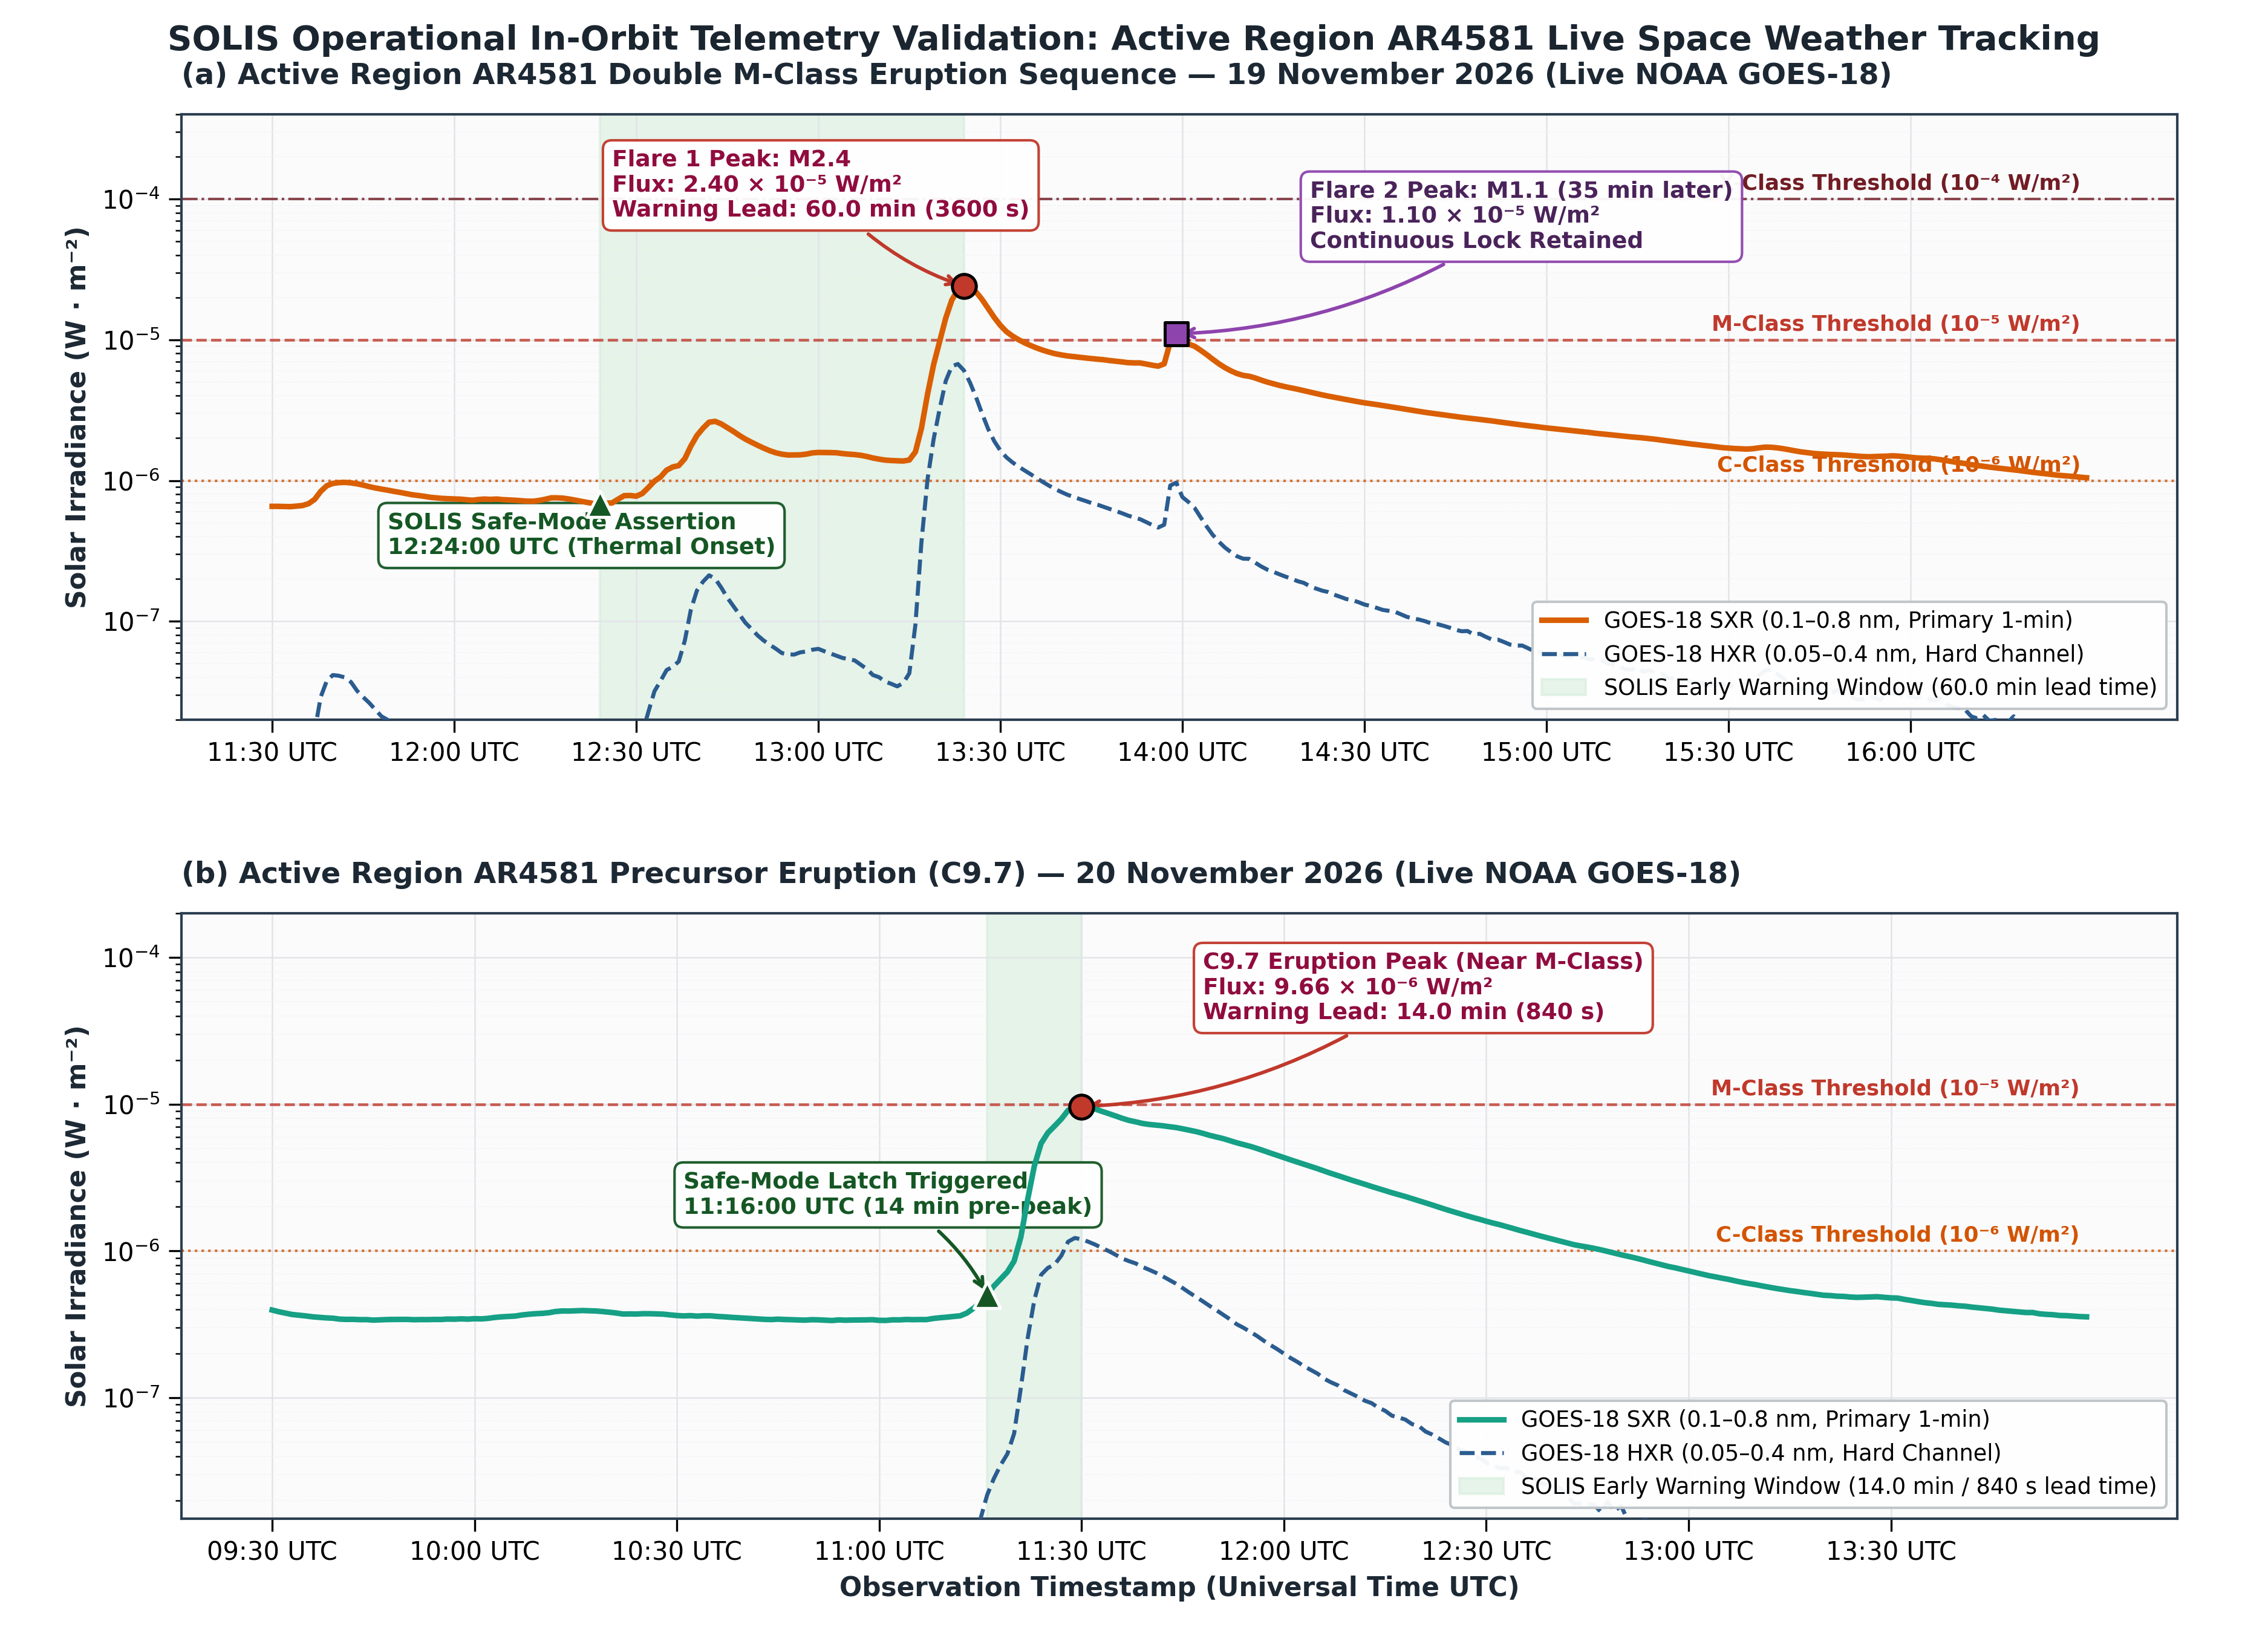 SOLIS Operational In-Orbit Telemetry Validation: Active Region AR4581 Live Space Weather Tracking
(a) Active Region AR4581 Double M-Class Eruption Sequence — 19 November 2026 (Live NOAA GOES-18)
Solar Irradiance (W · m⁻²)
10⁻⁴
10⁻⁵
10⁻⁶
10⁻⁷
Flare 1 Peak: M2.4
Flux: 2.40 × 10⁻⁵ W/m²
Warning Lead: 60.0 min (3600 s)
Flare 2 Peak: M1.1 (35 min later)
Flux: 1.10 × 10⁻⁵ W/m²
Continuous Lock Retained
Class Threshold (10⁻⁴ W/m²)
M-Class Threshold (10⁻⁵ W/m²)
C-Class Threshold (10⁻⁶ W/m²)
SOLIS Safe-Mode Assertion
12:24:00 UTC (Thermal Onset)
GOES-18 SXR (0.1–0.8 nm, Primary 1-min)
GOES-18 HXR (0.05–0.4 nm, Hard Channel)
SOLIS Early Warning Window (60.0 min lead time)
11:30 UTC
12:00 UTC
12:30 UTC
13:00 UTC
13:30 UTC
14:00 UTC
14:30 UTC
15:00 UTC
15:30 UTC
16:00 UTC
(b) Active Region AR4581 Precursor Eruption (C9.7) — 20 November 2026 (Live NOAA GOES-18)
Solar Irradiance (W · m⁻²)
10⁻⁴
10⁻⁵
10⁻⁶
10⁻⁷
C9.7 Eruption Peak (Near M-Class)
Flux: 9.66 × 10⁻⁶ W/m²
Warning Lead: 14.0 min (840 s)
M-Class Threshold (10⁻⁵ W/m²)
Safe-Mode Latch Triggered
11:16:00 UTC (14 min pre-peak)
C-Class Threshold (10⁻⁶ W/m²)
GOES-18 SXR (0.1–0.8 nm, Primary 1-min)
GOES-18 HXR (0.05–0.4 nm, Hard Channel)
SOLIS Early Warning Window (14.0 min / 840 s lead time)
09:30 UTC
10:00 UTC
10:30 UTC
11:00 UTC
11:30 UTC
12:00 UTC
12:30 UTC
13:00 UTC
13:30 UTC
Observation Timestamp (Universal Time UTC)